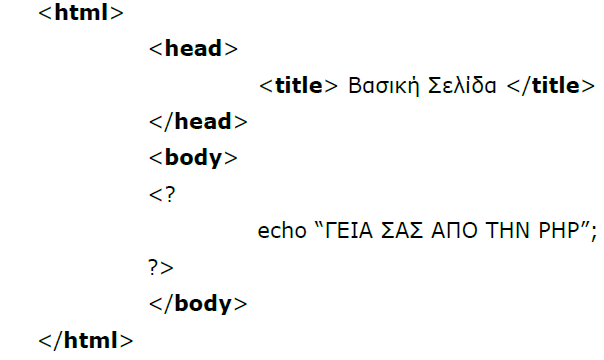 <html>
<head>
<title> Βασική Σελίδα </title>
</head>
<body>
<?
echo “ΓΕΙΑ ΣΑΣ ΑΠΟ ΤΗΝ PHP”;
?>
</body>
</html>